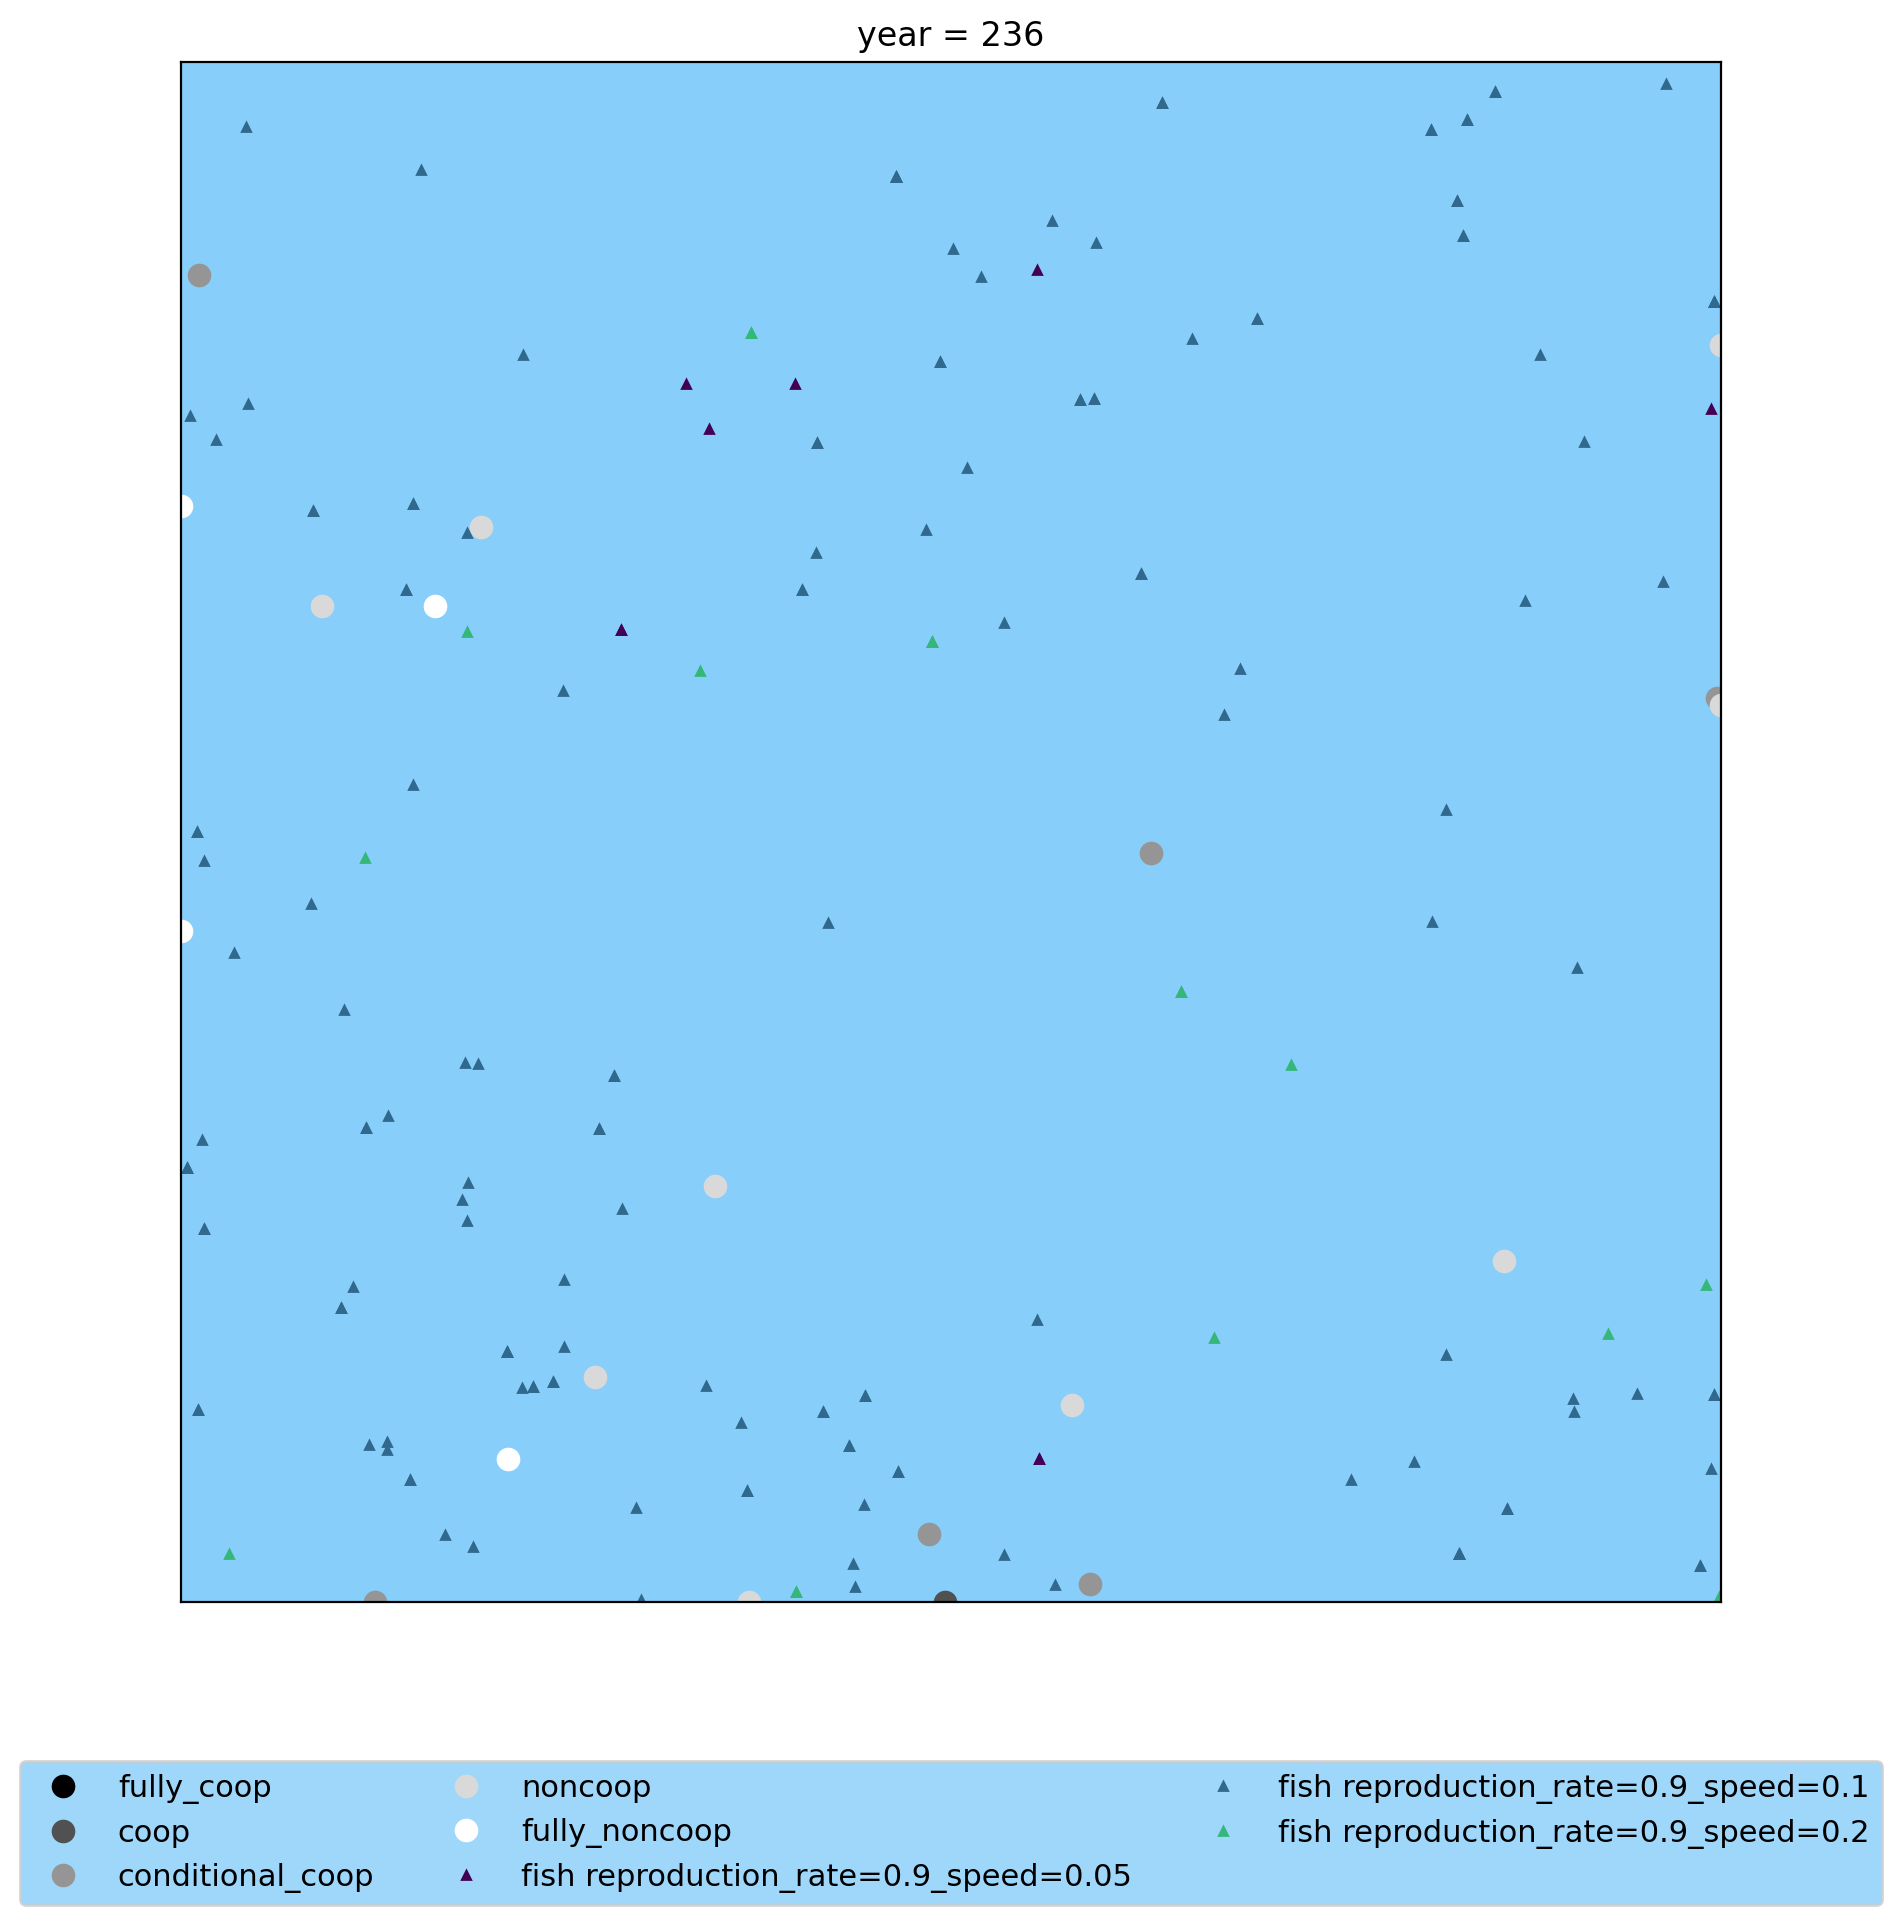 year = 236
fully_coop
coop
conditional_coop
noncoop
fully_noncoop
fish reproduction_rate=0.9_speed=0.05
fish reproduction_rate=0.9_speed=0.1
fish reproduction_rate=0.9_speed=0.2